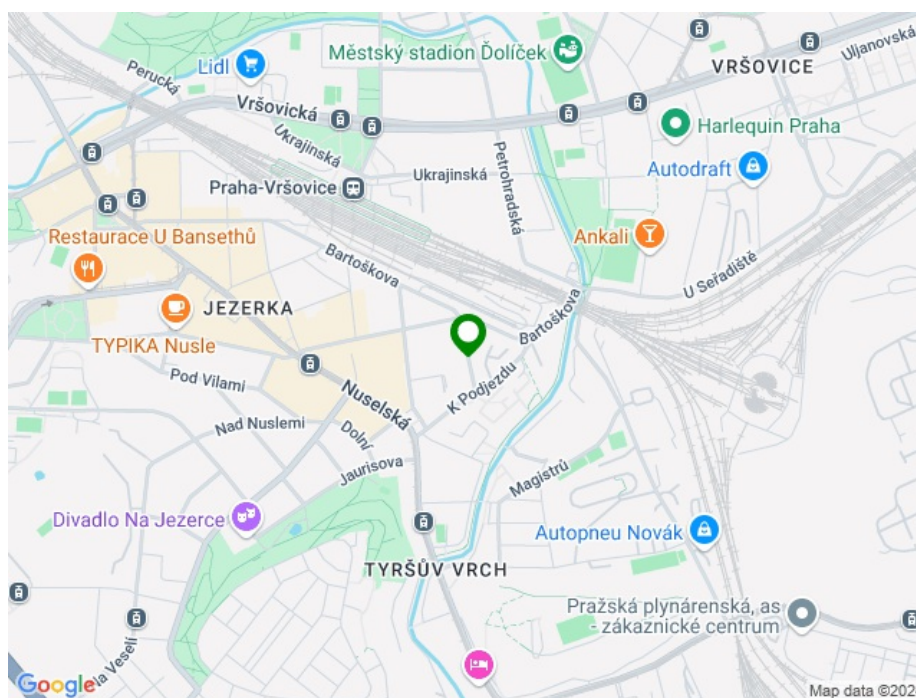 Městský stadion Ďolíček
Uljanovská
VRŠOVICE
Lidl
Perucká
Vršovická
Harlequin Praha
Ukrajinská
Petrohradská
Autodraft
Praha-Vršovice
Ukrajinská
Restaurace U Bansethů
Ankali
Bartoškova
U Seřadiště
JEZERKA
Bartoškova
TYPIKA Nusle
Pod Vilami
K Podjezdu
Nuselská
Nad Nuslemi
Dolní
Jaurisova
Magistrů
Divadlo Na Jezerce
Autopneu Novák
TYRŠŮV VRCH
Pražská plynárenská, as
- zákaznické centrum
Google
la Veselí
Map data ©202